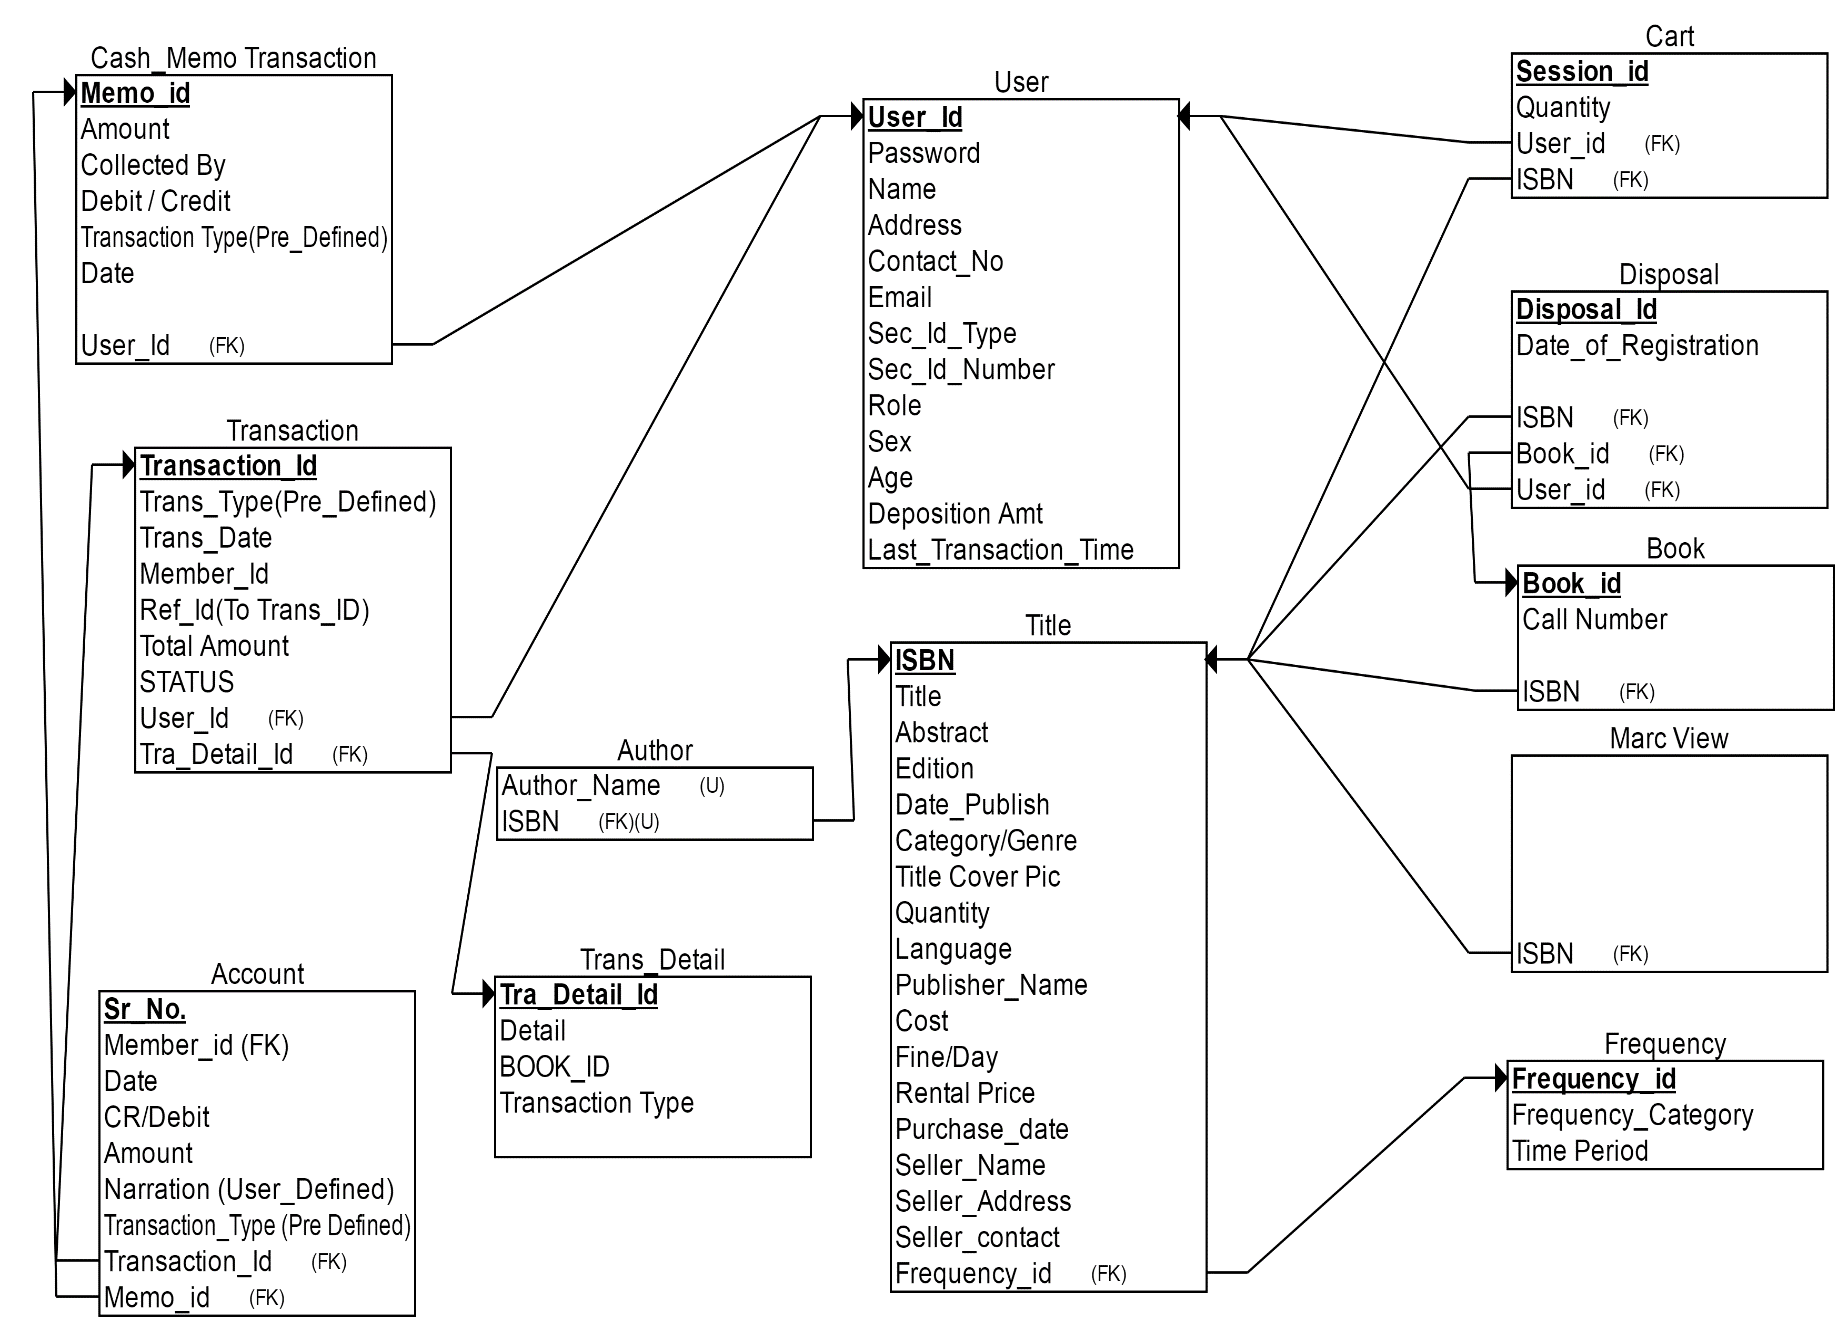 Cash_Memo Transaction
Memo_id
Amount
Collected By
Debit / Credit
Transaction Type(Pre_Defined)
Date
User_Id (FK)
Transaction
Transaction_Id
Trans_Type(Pre_Defined)
Trans_Date
Member_Id
Ref_Id(To Trans_ID)
Total Amount
STATUS
User_Id (FK)
Tra_Detail_Id (FK)
Account
Sr_No.
Member_id (FK)
Date
CR/Debit
Amount
Narration (User_Defined)
Transaction_Type (Pre Defined)
Transaction_Id (FK)
Memo_id (FK)
Author
Author_Name (U)
ISBN (FK)(U)
Trans_Detail
Tra_Detail_Id
Detail
BOOK_ID
Transaction Type
User
User_Id
Password
Name
Address
Contact_No
Email
Sec_Id_Type
Sec_Id_Number
Role
Sex
Age
Deposition Amt
Last_Transaction_Time
Title
ISBN
Title
Abstract
Edition
Date_Publish
Category/Genre
Title Cover Pic
Quantity
Language
Publisher_Name
Cost
Fine/Day
Rental Price
Purchase_date
Seller_Name
Seller_Address
Seller_contact
Frequency_id (FK)
Cart
Session_id
Quantity
User_id (FK)
ISBN (FK)
Disposal
Disposal_Id
Date_of_Registration
ISBN (FK)
Book_id (FK)
User_id (FK)
Book
Book_id
Call Number
ISBN (FK)
Marc View
ISBN (FK)
Frequency
Frequency_id
Frequency_Category
Time Period